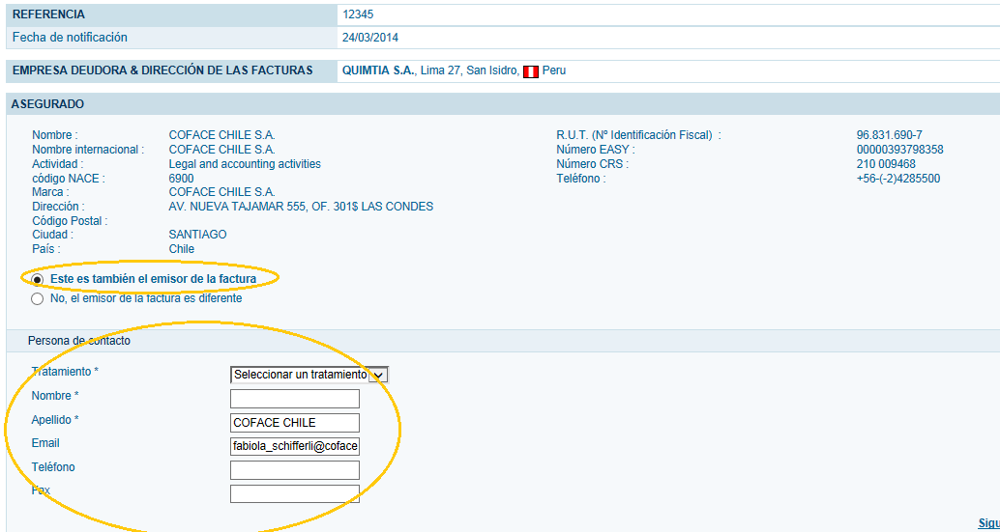 REFERENCIA 12345
Fecha de notificación 24/03/2014
EMPRESA DEUDORA & DIRECCIÓN DE LAS FACTURAS QUIMTIA S.A., Lima 27, San Isidro, Peru
ASEGURADO
Nombre : COFACE CHILE S.A. R.U.T. (Nº Identificación Fiscal) : 96.831.690-7
Nombre internacional : COFACE CHILE S.A. Número EASY : 00000393798358
Actividad : Legal and accounting activities Número CRS : 210 009468
código NACE : 6900 Teléfono : +56-(-2)4285500
Marca : COFACE CHILE S.A.
Dirección : AV. NUEVA TAJAMAR 555, OF. 301$ LAS CONDES
Código Postal :
Ciudad : SANTIAGO
País : Chile
Este es también el emisor de la factura
No, el emisor de la factura es diferente
Persona de contacto
Tratamiento * Seleccionar un tratamiento
Nombre *
Apellido * COFACE CHILE
Email fabiola_schifferli@coface
Teléfono
Fax
Sigu